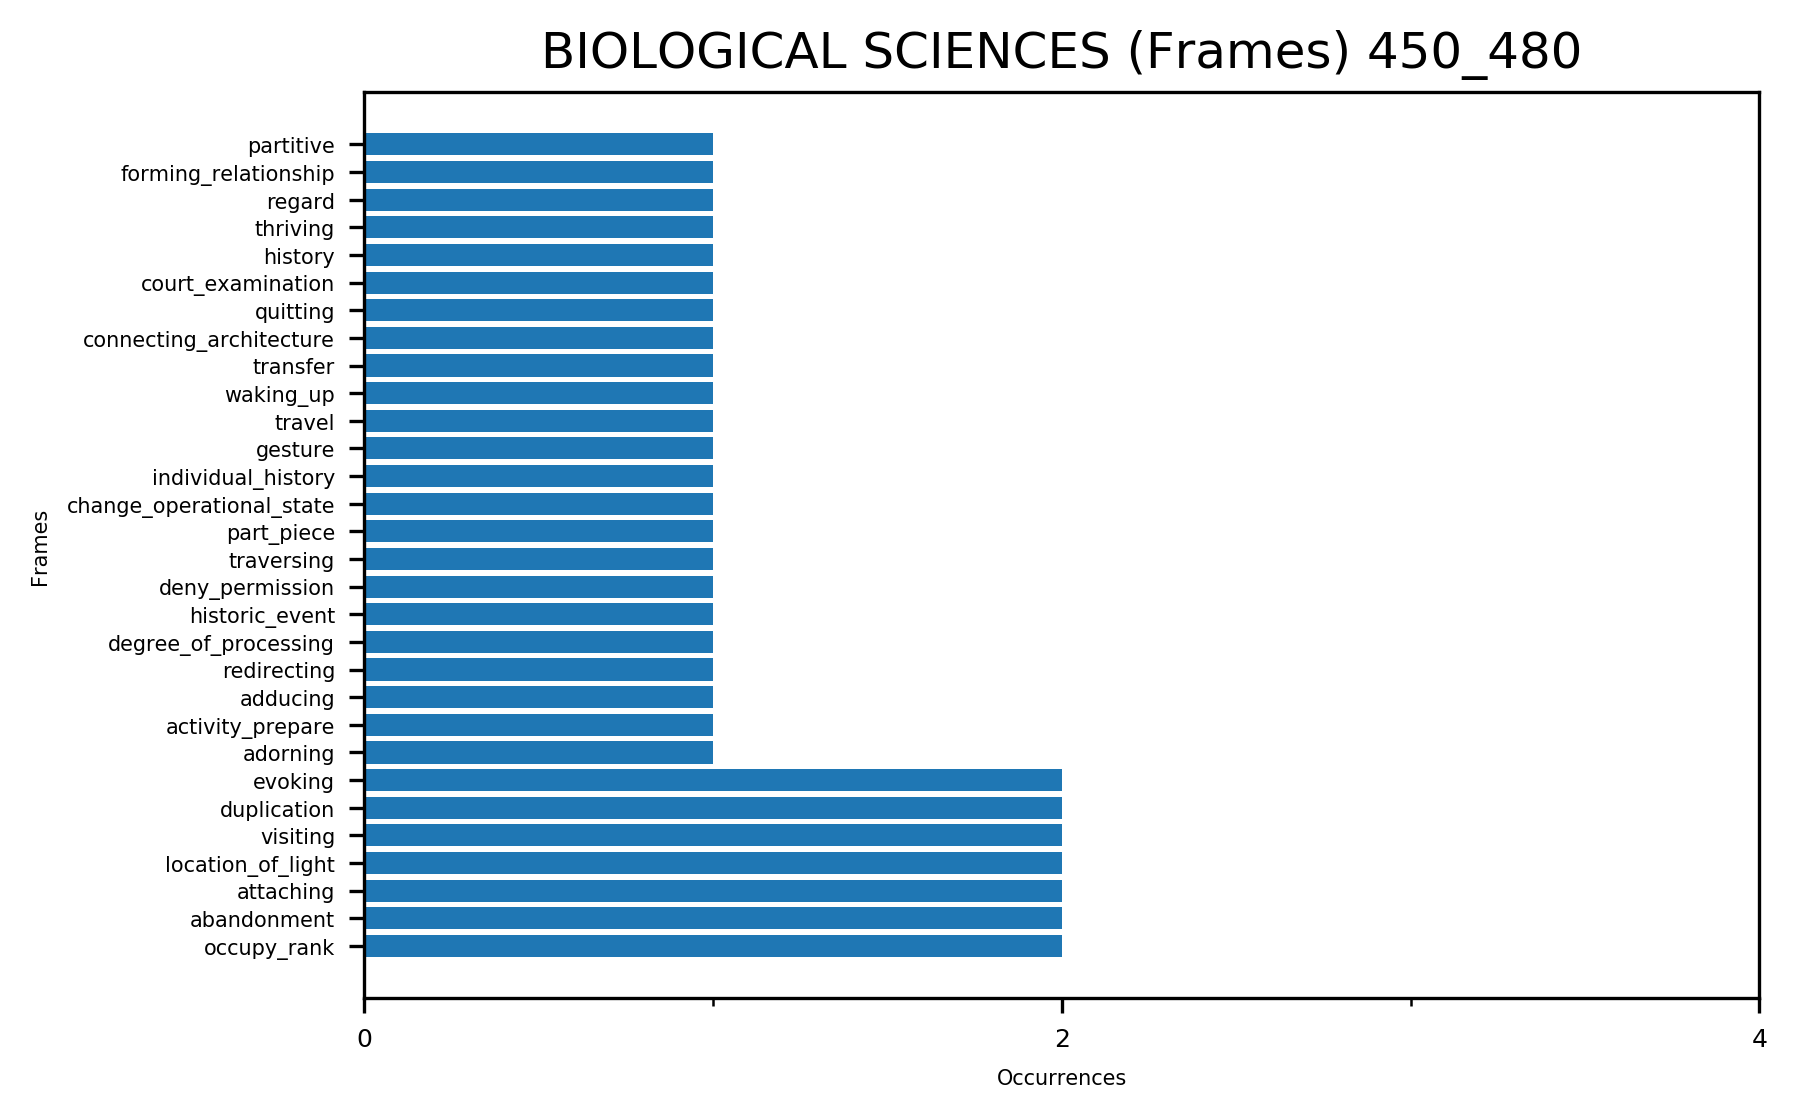 BIOLOGICAL SCIENCES (Frames) 450_480
partitive
forming_relationship
regard
thriving
history
court_examination
quitting
connecting_architecture
transfer
waking_up
travel
gesture
individual_history
change_operational_state
part_piece
traversing
deny_permission
historic_event
degree_of_processing
redirecting
adducing
activity_prepare
adorning
evoking
duplication
visiting
location_of_light
attaching
abandonment
occupy_rank
Frames
0 2 4
Occurrences